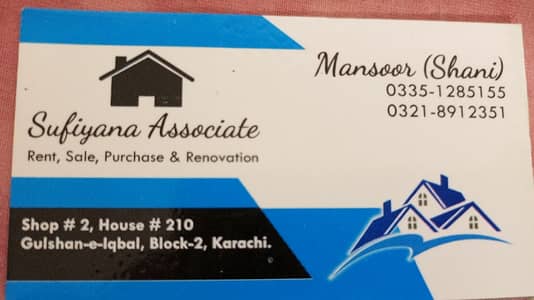 Mansoor (Shani)
0335-1285155
0321-8912351
Sufiyana Associate
Rent, Sale, Purchase & Renovation
Shop # 2, House # 210
Gulshan-e-Iqbal, Block-2, Karachi.